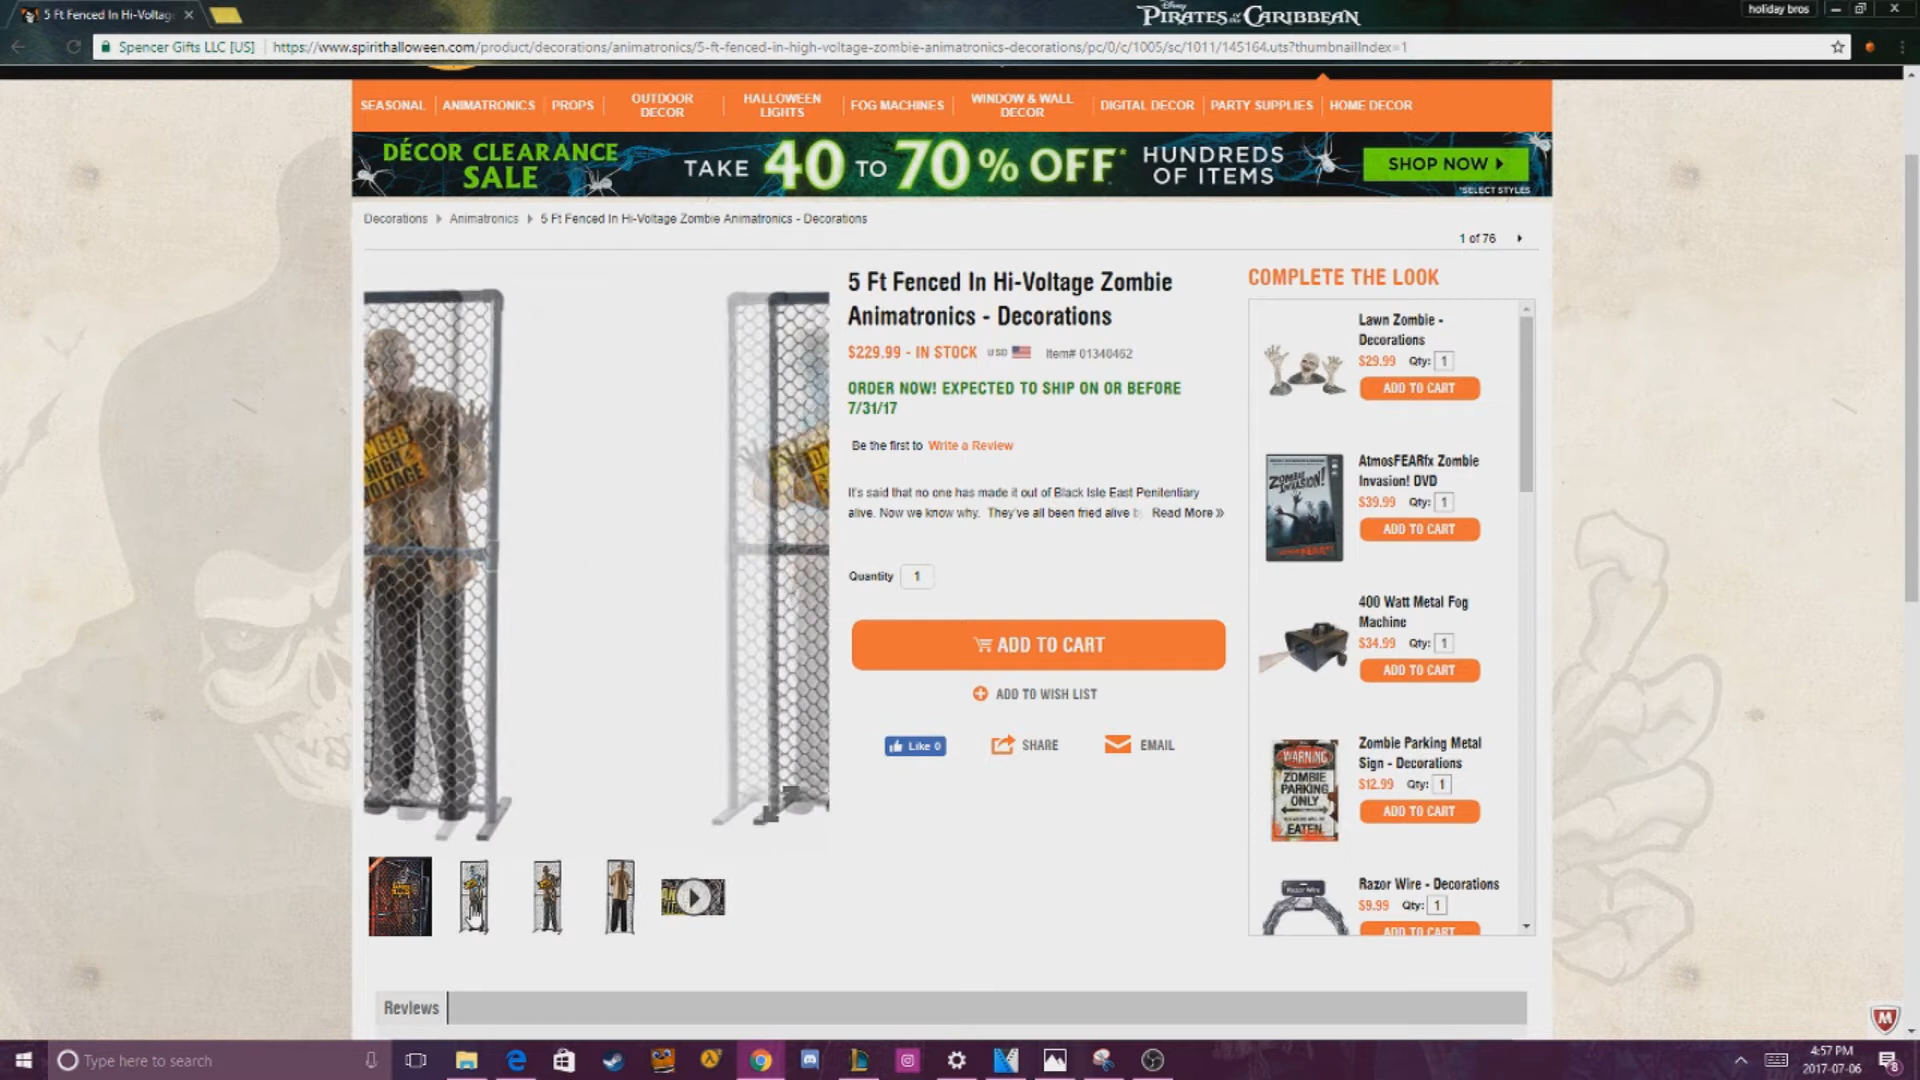 5 Ft Fenced In Hi-Voltag
Disney
PIRATES of the CARIBBEAN
holiday bros
Spencer Gifts LLC [US]
https://www.spirithalloween.com/product/decorations/animatronics/5-ft-fenced-in-high-voltage-zombie-animatronics-decorations/pc/0/c/1005/sc/1011/145164.uts?thumbnailIndex=1
SEASONAL
ANIMATRONICS
PROPS
OUTDOOR
DECOR
HALLOWEEN
LIGHTS
FOG MACHINES
WINDOW & WALL
DECOR
DIGITAL DECOR
PARTY SUPPLIES
HOME DECOR
DÉCOR CLEARANCE
SALE
TAKE 40 TO 70% OFF*
HUNDREDS
OF ITEMS
SHOP NOW
*SELECT STYLES
Decorations
Animatronics
5 Ft Fenced In Hi-Voltage Zombie Animatronics - Decorations
1 of 76
5 Ft Fenced In Hi-Voltage Zombie
Animatronics - Decorations
$229.99 - IN STOCK
USD
Item# 01340462
ORDER NOW! EXPECTED TO SHIP ON OR BEFORE
7/31/17
Be the first to Write a Review
It's said that no one has made it out of Black Isle East Penitentiary
alive. Now we know why. They've all been fried alive b
Read More »
Quantity 1
ADD TO CART
ADD TO WISH LIST
Like 0
SHARE
EMAIL
DANGER
HIGH
VOLTAGE
COMPLETE THE LOOK
Lawn Zombie -
Decorations
$29.99 Qty: 1
ADD TO CART
ZOMBIE
INVASION!
AtmosFEARfx Zombie
Invasion! DVD
$39.99 Qty: 1
ADD TO CART
400 Watt Metal Fog
Machine
$34.99 Qty: 1
ADD TO CART
WARNING
ZOMBIE
PARKING
ONLY
EATEN
Zombie Parking Metal
Sign - Decorations
$12.99 Qty: 1
ADD TO CART
Razor Wire
Razor Wire - Decorations
$9.99 Qty: 1
ADD TO CART
Reviews
Type here to search
4:57 PM
2017-07-06
8